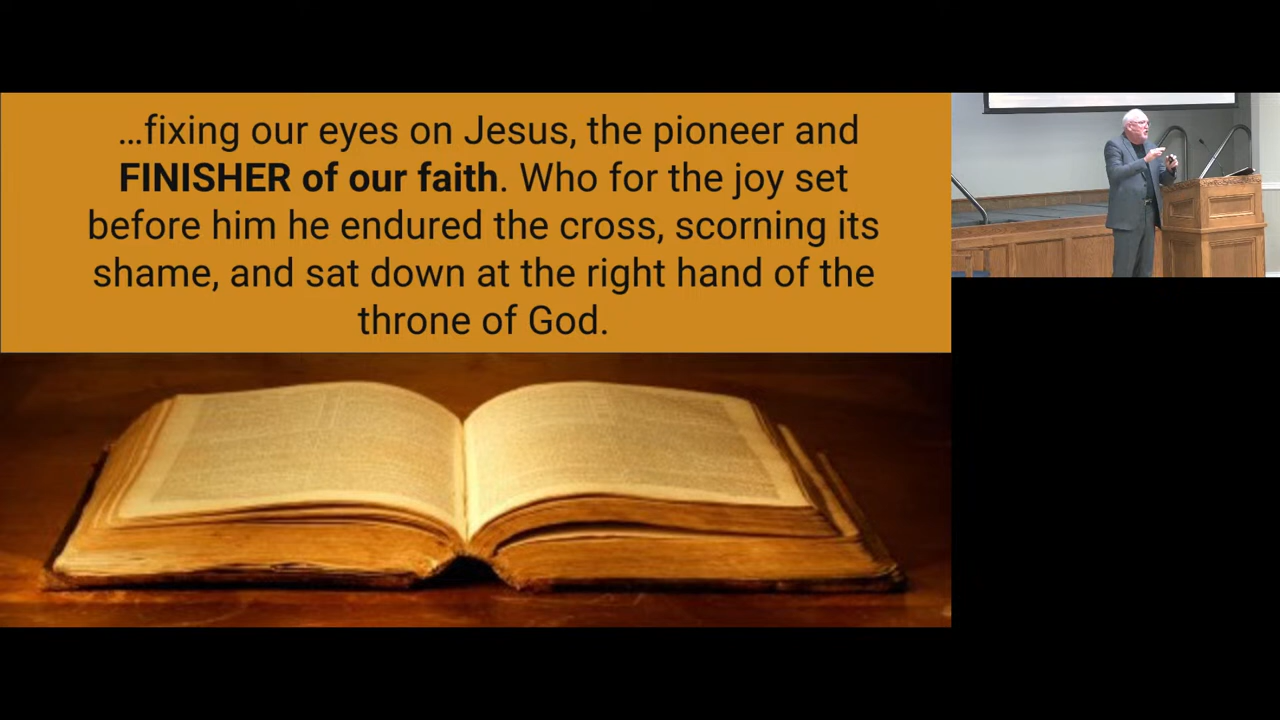 …fixing our eyes on Jesus, the pioneer and
FINISHER of our faith. Who for the joy set
before him he endured the cross, scorning its
shame, and sat down at the right hand of the
throne of God.